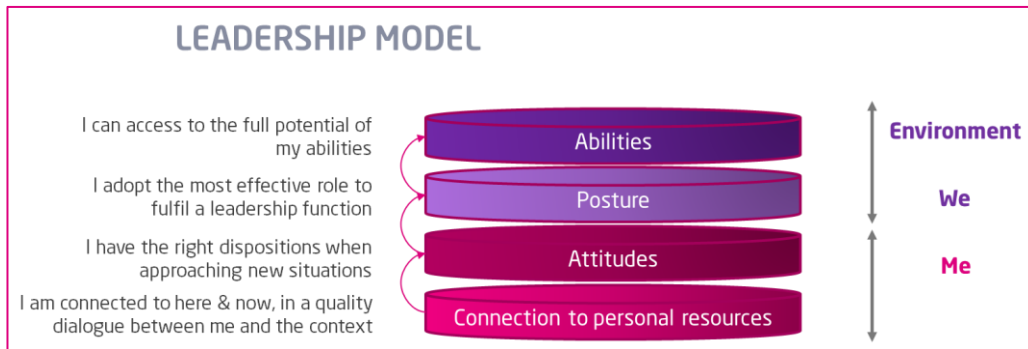 LEADERSHIP MODEL
I can access to the full potential of
my abilities
Abilities
Environment
I adopt the most effective role to
fulfil a leadership function
Posture
We
I have the right dispositions when
approaching new situations
Attitudes
Me
I am connected to here & now, in a quality
dialogue between me and the context
Connection to personal resources